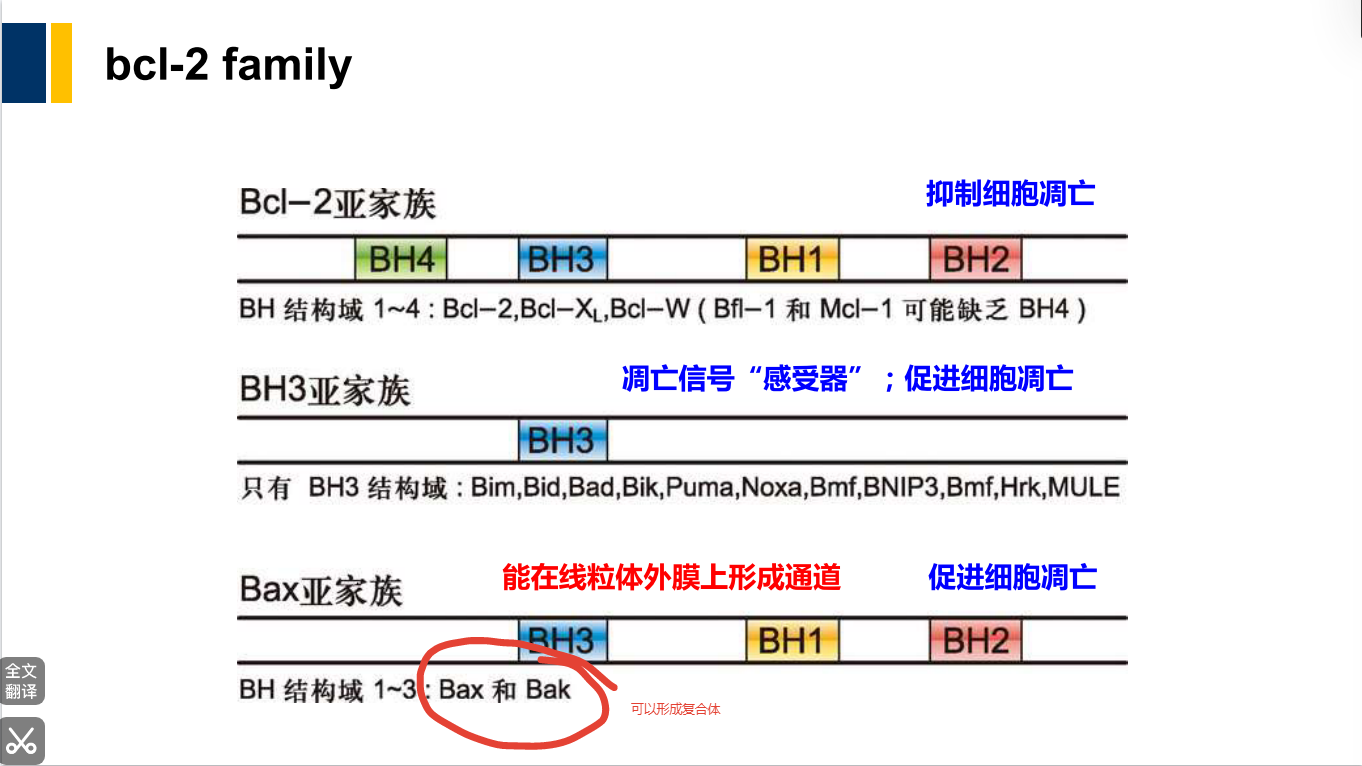 bcl-2 family
Bcl−2亚家族
抑制细胞凋亡
BH4 BH3 BH1 BH2
BH 结构域 1~4 : Bcl−2,Bcl−XL,Bcl−W ( Bfl−1 和 Mcl−1 可能缺乏 BH4 )
BH3亚家族
凋亡信号“感受器”；促进细胞凋亡
BH3
只有 BH3 结构域 : Bim,Bid,Bad,Bik,Puma,Noxa,Bmf,BNIP3,Bmf,Hrk,MULE
Bax亚家族
能在线粒体外膜上形成通道
促进细胞凋亡
BH3 BH1 BH2
BH 结构域 1~3 : Bax 和 Bak
可以形成复合体
全文
翻译